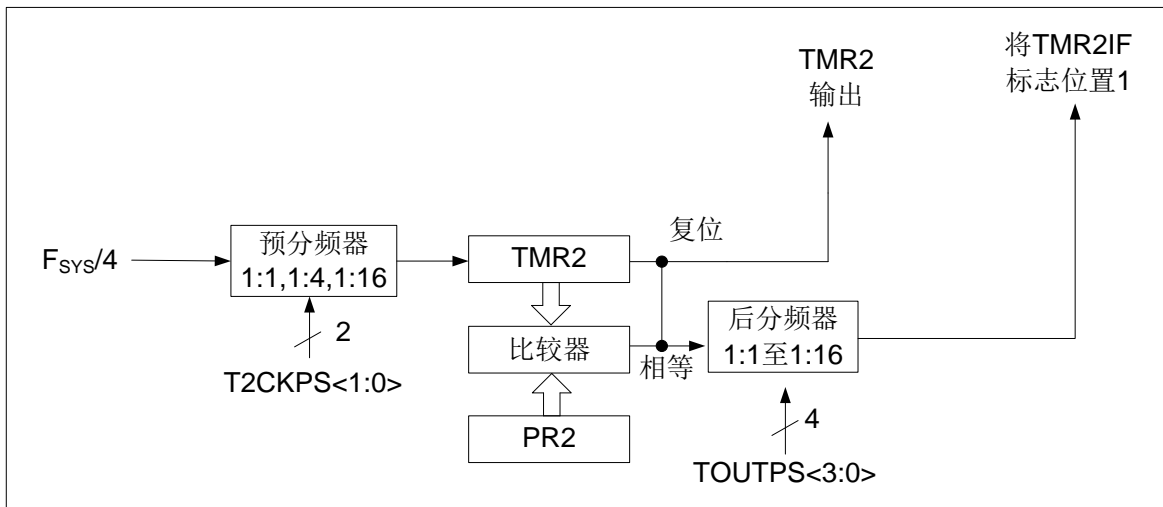 TMR2
输出
将TMR2IF
标志位置1
F_SYS/4
预分频器
1:1,1:4,1:16
TMR2
复位
2
T2CKPS<1:0>
比较器
相等
后分频器
1:1至1:16
PR2
4
TOUTPS<3:0>